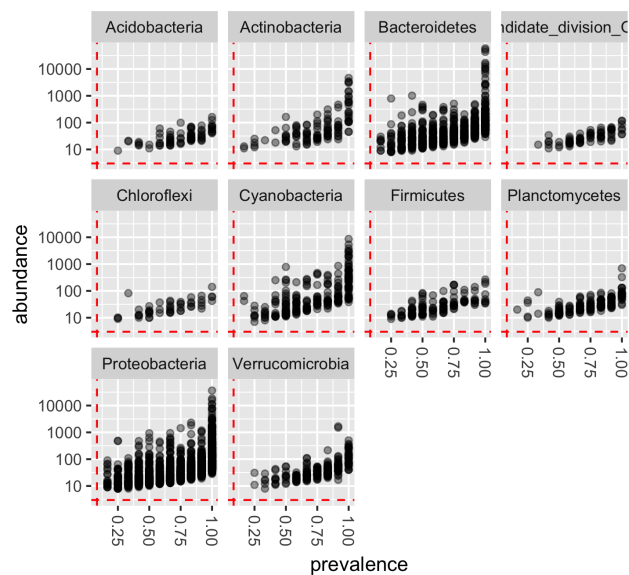 Acidobacteria Actinobacteria Bacteroidetes ndidate_division_O
10000
1000
100
10
Chloroflexi Cyanobacteria Firmicutes Planctomycetes
10000
1000
100
10
abundance
Proteobacteria Verrucomicrobia
10000
1000
100
10
0.25 0.50 0.75 1.00 0.25 0.50 0.75 1.00 0.25 0.50 0.75 1.00 0.25 0.50 0.75 1.00
prevalence